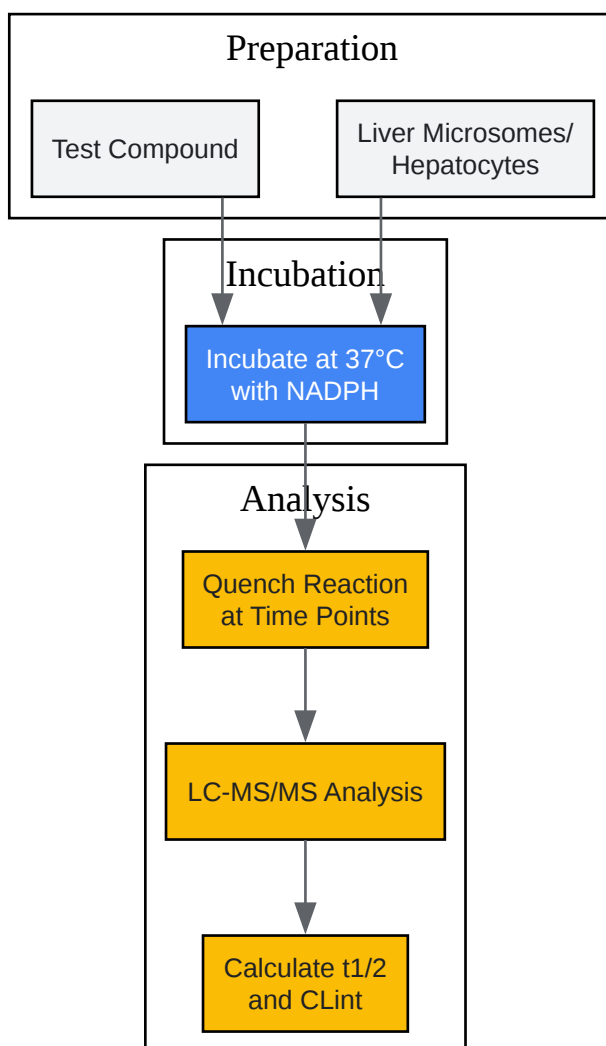 Preparation
Test Compound
Liver Microsomes/
Hepatocytes
Incubation
Incubate at 37°C
with NADPH
Analysis
Quench Reaction
at Time Points
LC-MS/MS Analysis
Calculate t1/2
and CLint